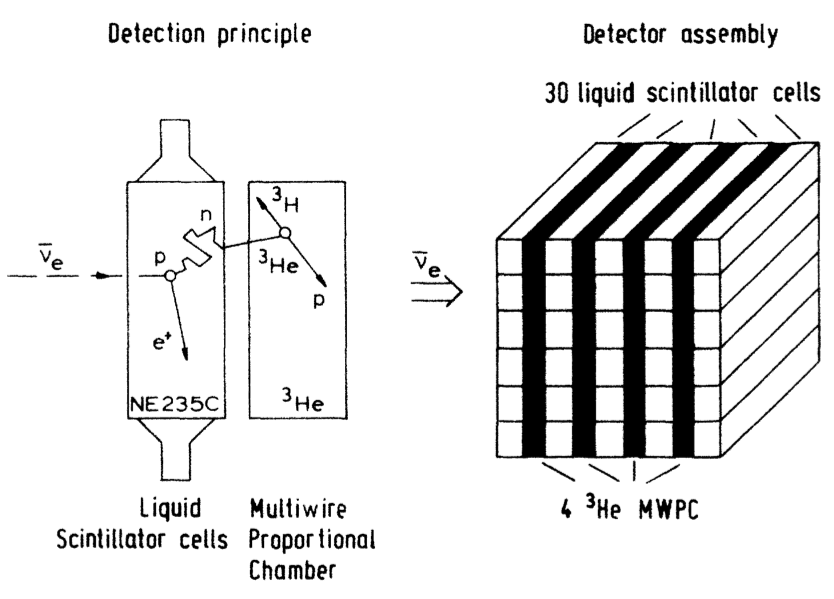 Detection principle
Detector assembly
30 liquid scintillator cells
ν̅e
p
n
³H
³He
p
e⁺
NE235C
³He
ν̅e
4 ³He MWPC
Liquid
Scintillator cells
Multiwire
Proportional
Chamber